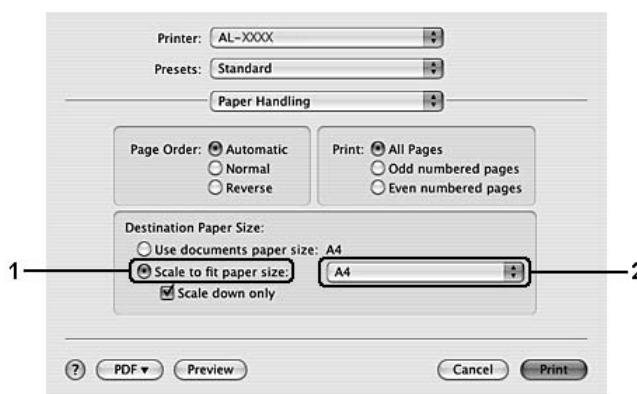 Printer: AL-XXXX
Presets: Standard
Paper Handling
Page Order: Automatic
Normal
Reverse
Print: All Pages
Odd numbered pages
Even numbered pages
Destination Paper Size:
Use documents paper size: A4
1 Scale to fit paper size: A4 2
Scale down only
? PDF ▼ Preview Cancel Print